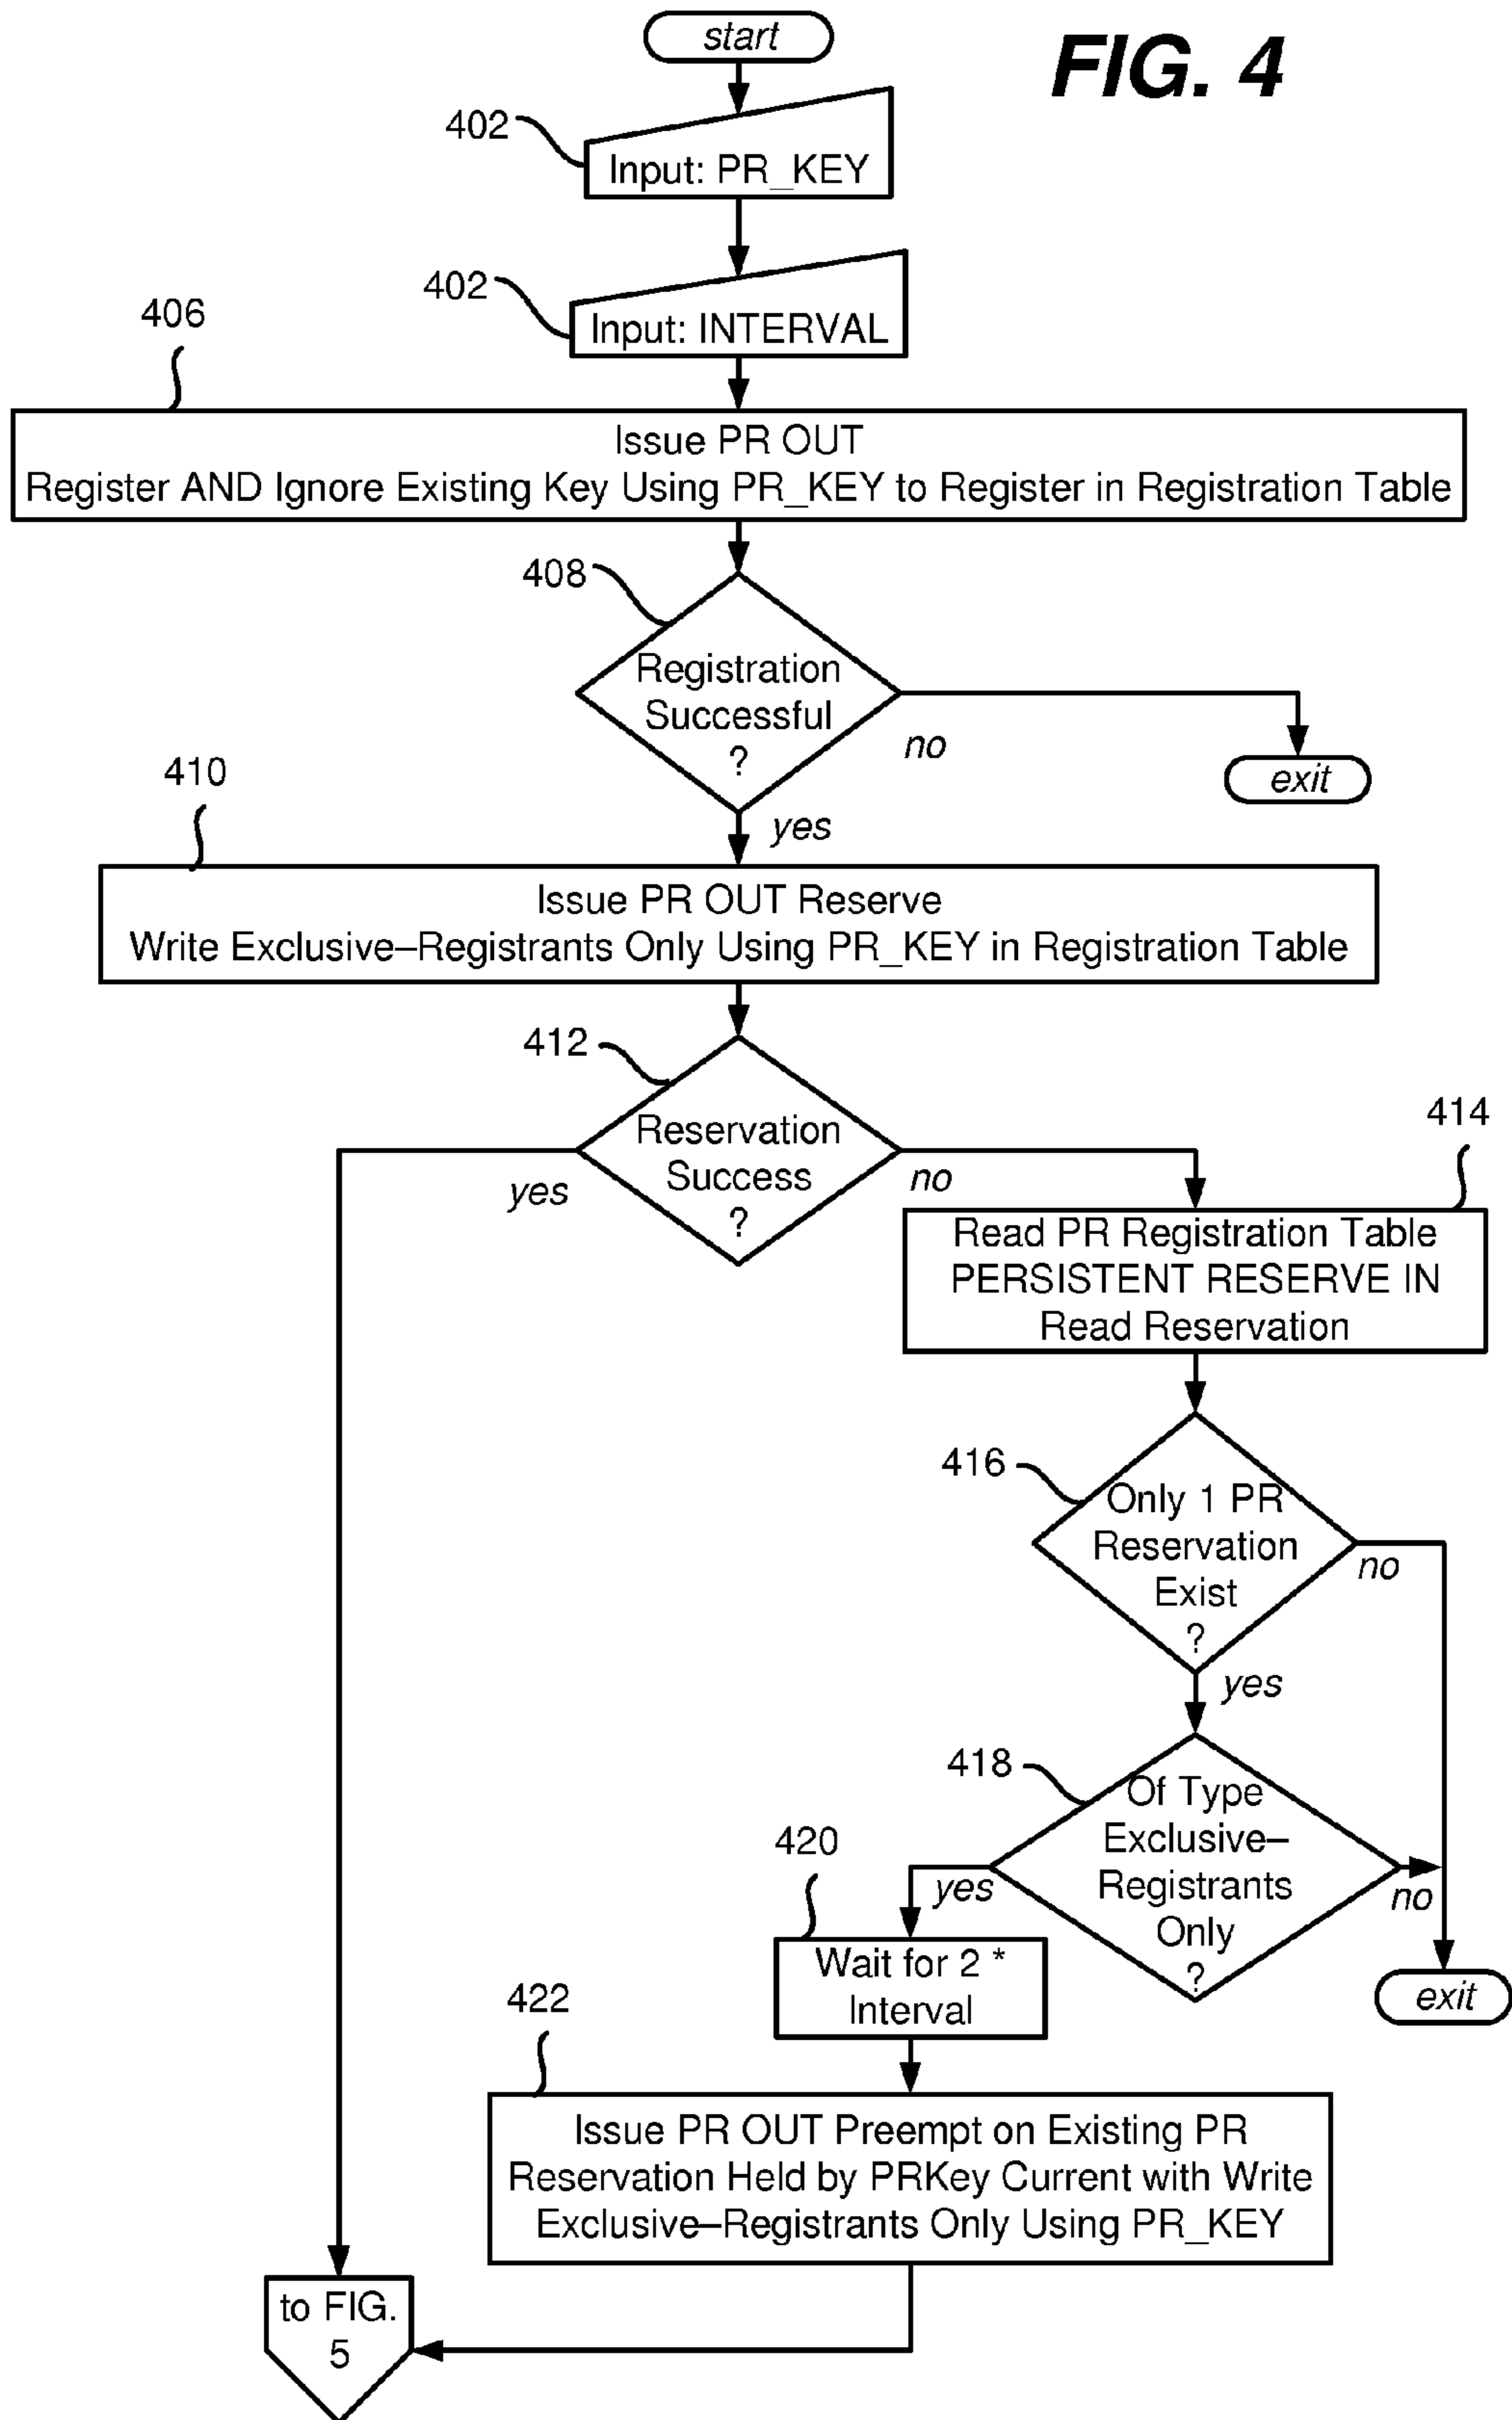 start
FIG. 4
402
Input: PR_KEY
402
Input: INTERVAL
406
Issue PR OUT
Register AND Ignore Existing Key Using PR_KEY to Register in Registration Table
408
Registration
Successful
?
no
exit
yes
410
Issue PR OUT Reserve
Write Exclusive–Registrants Only Using PR_KEY in Registration Table
412
Reservation
Success
?
yes
no
414
Read PR Registration Table
PERSISTENT RESERVE IN
Read Reservation
416
Only 1 PR
Reservation
Exist
?
no
yes
418
Of Type
Exclusive–
Registrants
Only
?
yes
no
exit
420
Wait for 2 *
Interval
422
Issue PR OUT Preempt on Existing PR
Reservation Held by PRKey Current with Write
Exclusive–Registrants Only Using PR_KEY
to FIG.
5